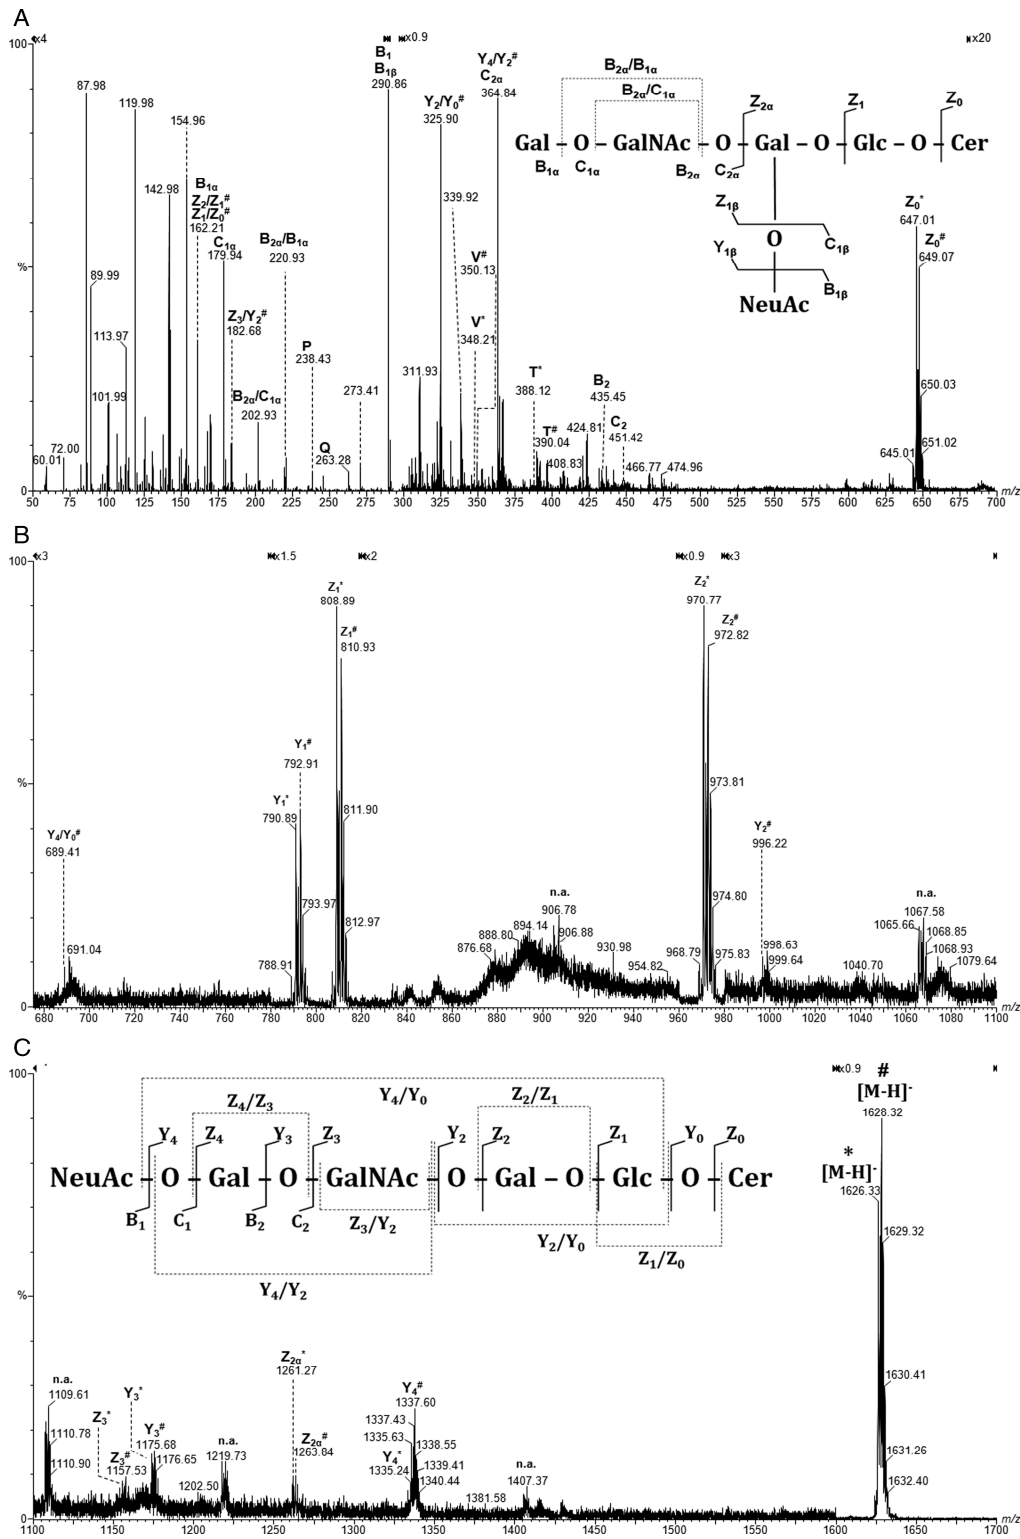 A
100
x4
x0.9
x20
B1
B1β
290.86
Y4/Y2#
C2α
364.84
87.98
119.98
154.96
Y2/Y0#
325.90
142.98
B1α
Z2/Z1#
Z1/Z0#
162.21
C1α
179.94
B2α/B1α
220.93
339.92
V#
350.13
89.99
113.97
Z3/Y2#
182.68
V*
348.21
P
238.43
T*
388.12
101.99
B2α/C1α
202.93
311.93
273.41
B2
435.45
C2
451.42
T#
390.04
424.81
72.00
60.01
Q
263.28
408.83
466.77
474.96
B2α/B1α
B2α/C1α
Z2α
Z1
Z0
Gal – O – GalNAc – O – Gal – O – Glc – O – Cer
B1α
C1α
B2α
C2α
Z1β
O
C1β
Y1β
B1β
NeuAc
Z0*
647.01
Z0#
649.07
650.03
651.02
645.01
%
0
50 75 100 125 150 175 200 225 250 275 300 325 350 375 400 425 450 475 500 525 550 575 600 625 650 675 700 m/z
B
100
x3
x1.5
x2
x0.9
x3
Z1*
808.89
Z1#
810.93
Z2*
970.77
Z2#
972.82
Y1#
792.91
Y1*
790.89
811.90
973.81
Y4/Y0#
689.41
Y2#
996.22
793.97
812.97
n.a.
906.78
894.14
888.80
876.68
906.88
930.98
974.80
n.a.
1067.58
1065.66
1068.85
1068.93
1079.64
691.04
788.91
954.82
968.79
975.83
998.63
999.64
1040.70
%
0
680 700 720 740 760 780 800 820 840 860 880 900 920 940 960 980 1000 1020 1040 1060 1080 1100 m/z
C
100
x0.9
#
[M-H]-
1628.32
*
[M-H]-
1626.33
1629.32
1630.41
1631.26
1632.40
Y4/Y0
Z4/Z3
Z2/Z1
Y4
Z4
Y3
Z3
Y2
Z2
Z1
Y0
Z0
NeuAc – O – Gal – O – GalNAc – O – Gal – O – Glc – O – Cer
B1
C1
B2
C2
Z3/Y2
Y2/Y0
Z1/Z0
Y4/Y2
n.a.
1109.61
1110.78
1110.90
Z3*
Y3*
Z3#
1157.53
Y3#
1175.68
1176.65
1202.50
n.a.
1219.73
Z2α*
1261.27
Z2α#
1263.84
Y4#
1337.60
1337.43
1335.63
Y4*
1335.24
1338.55
1339.41
1340.44
1381.58
n.a.
1407.37
%
0
1100 1150 1200 1250 1300 1350 1400 1450 1500 1550 1600 1650 1700 m/z